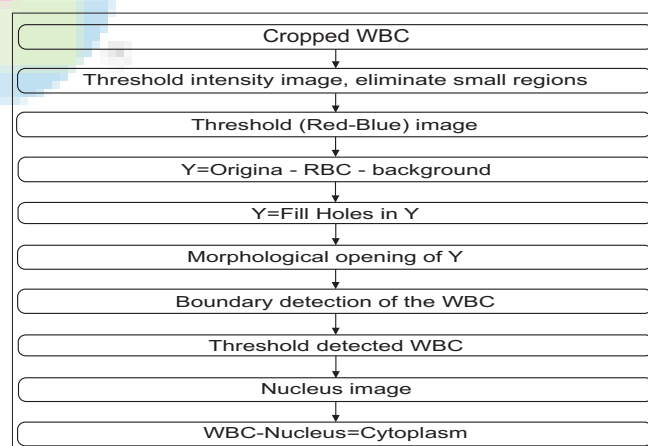 Cropped WBC
Threshold intensity image, eliminate small regions
Threshold (Red-Blue) image
Y=Origina - RBC - background
Y=Fill Holes in Y
Morphological opening of Y
Boundary detection of the WBC
Threshold detected WBC
Nucleus image
WBC-Nucleus=Cytoplasm